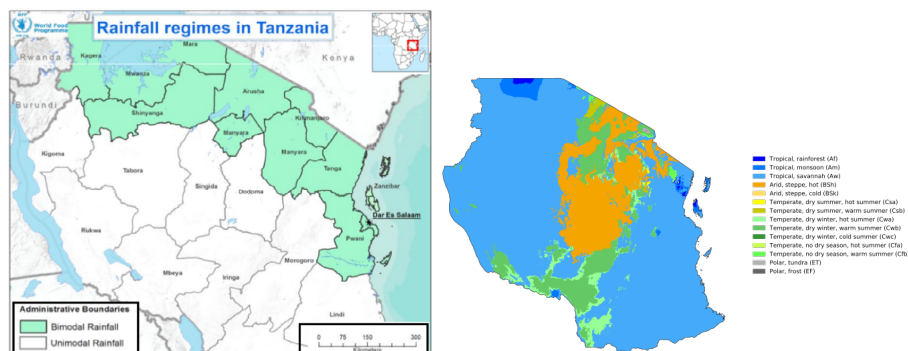 World Food
Programme
Rainfall regimes in Tanzania
Rwanda
Kagera
Mara
Kenya
Mwanza
Burundi
Arusha
Shinyanga
Kilimanjaro
Manyara
Kigoma
Tabora
Manyara
Tanga
Singida
Dodoma
Zanzibar
Dar Es Salaam
Rukwa
Pwani
Morogoro
Mbeya
Iringa
Lindi
Administrative Boundaries
Bimodal Rainfall
Unimodal Rainfall
0 75 150 300
Kilometers
Tropical, rainforest (Af)
Tropical, monsoon (Am)
Tropical, savannah (Aw)
Arid, steppe, hot (BSh)
Arid, steppe, cold (BSk)
Temperate, dry summer, hot summer (Csa)
Temperate, dry summer, warm summer (Csb)
Temperate, dry winter, hot summer (Cwa)
Temperate, dry winter, warm summer (Cwb)
Temperate, dry winter, cold summer (Cwc)
Temperate, no dry season, hot summer (Cfa)
Temperate, no dry season, warm summer (Cfb
Polar, tundra (ET)
Polar, frost (EF)